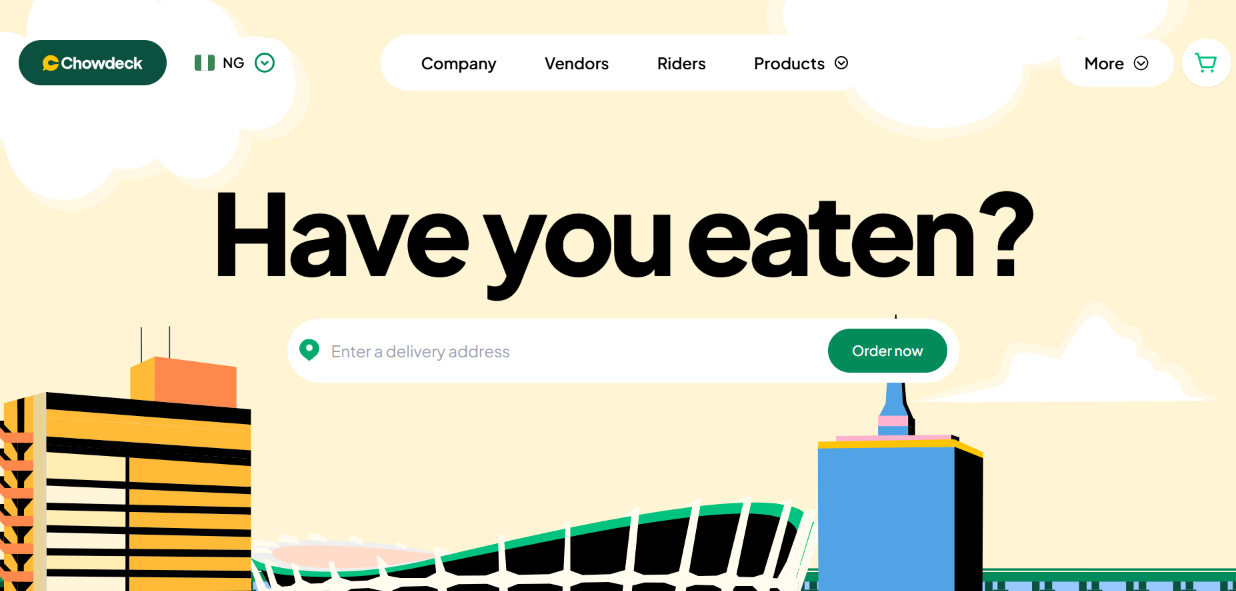 Chowdeck NG Company Vendors Riders Products More
Have you eaten?
Enter a delivery address Order now